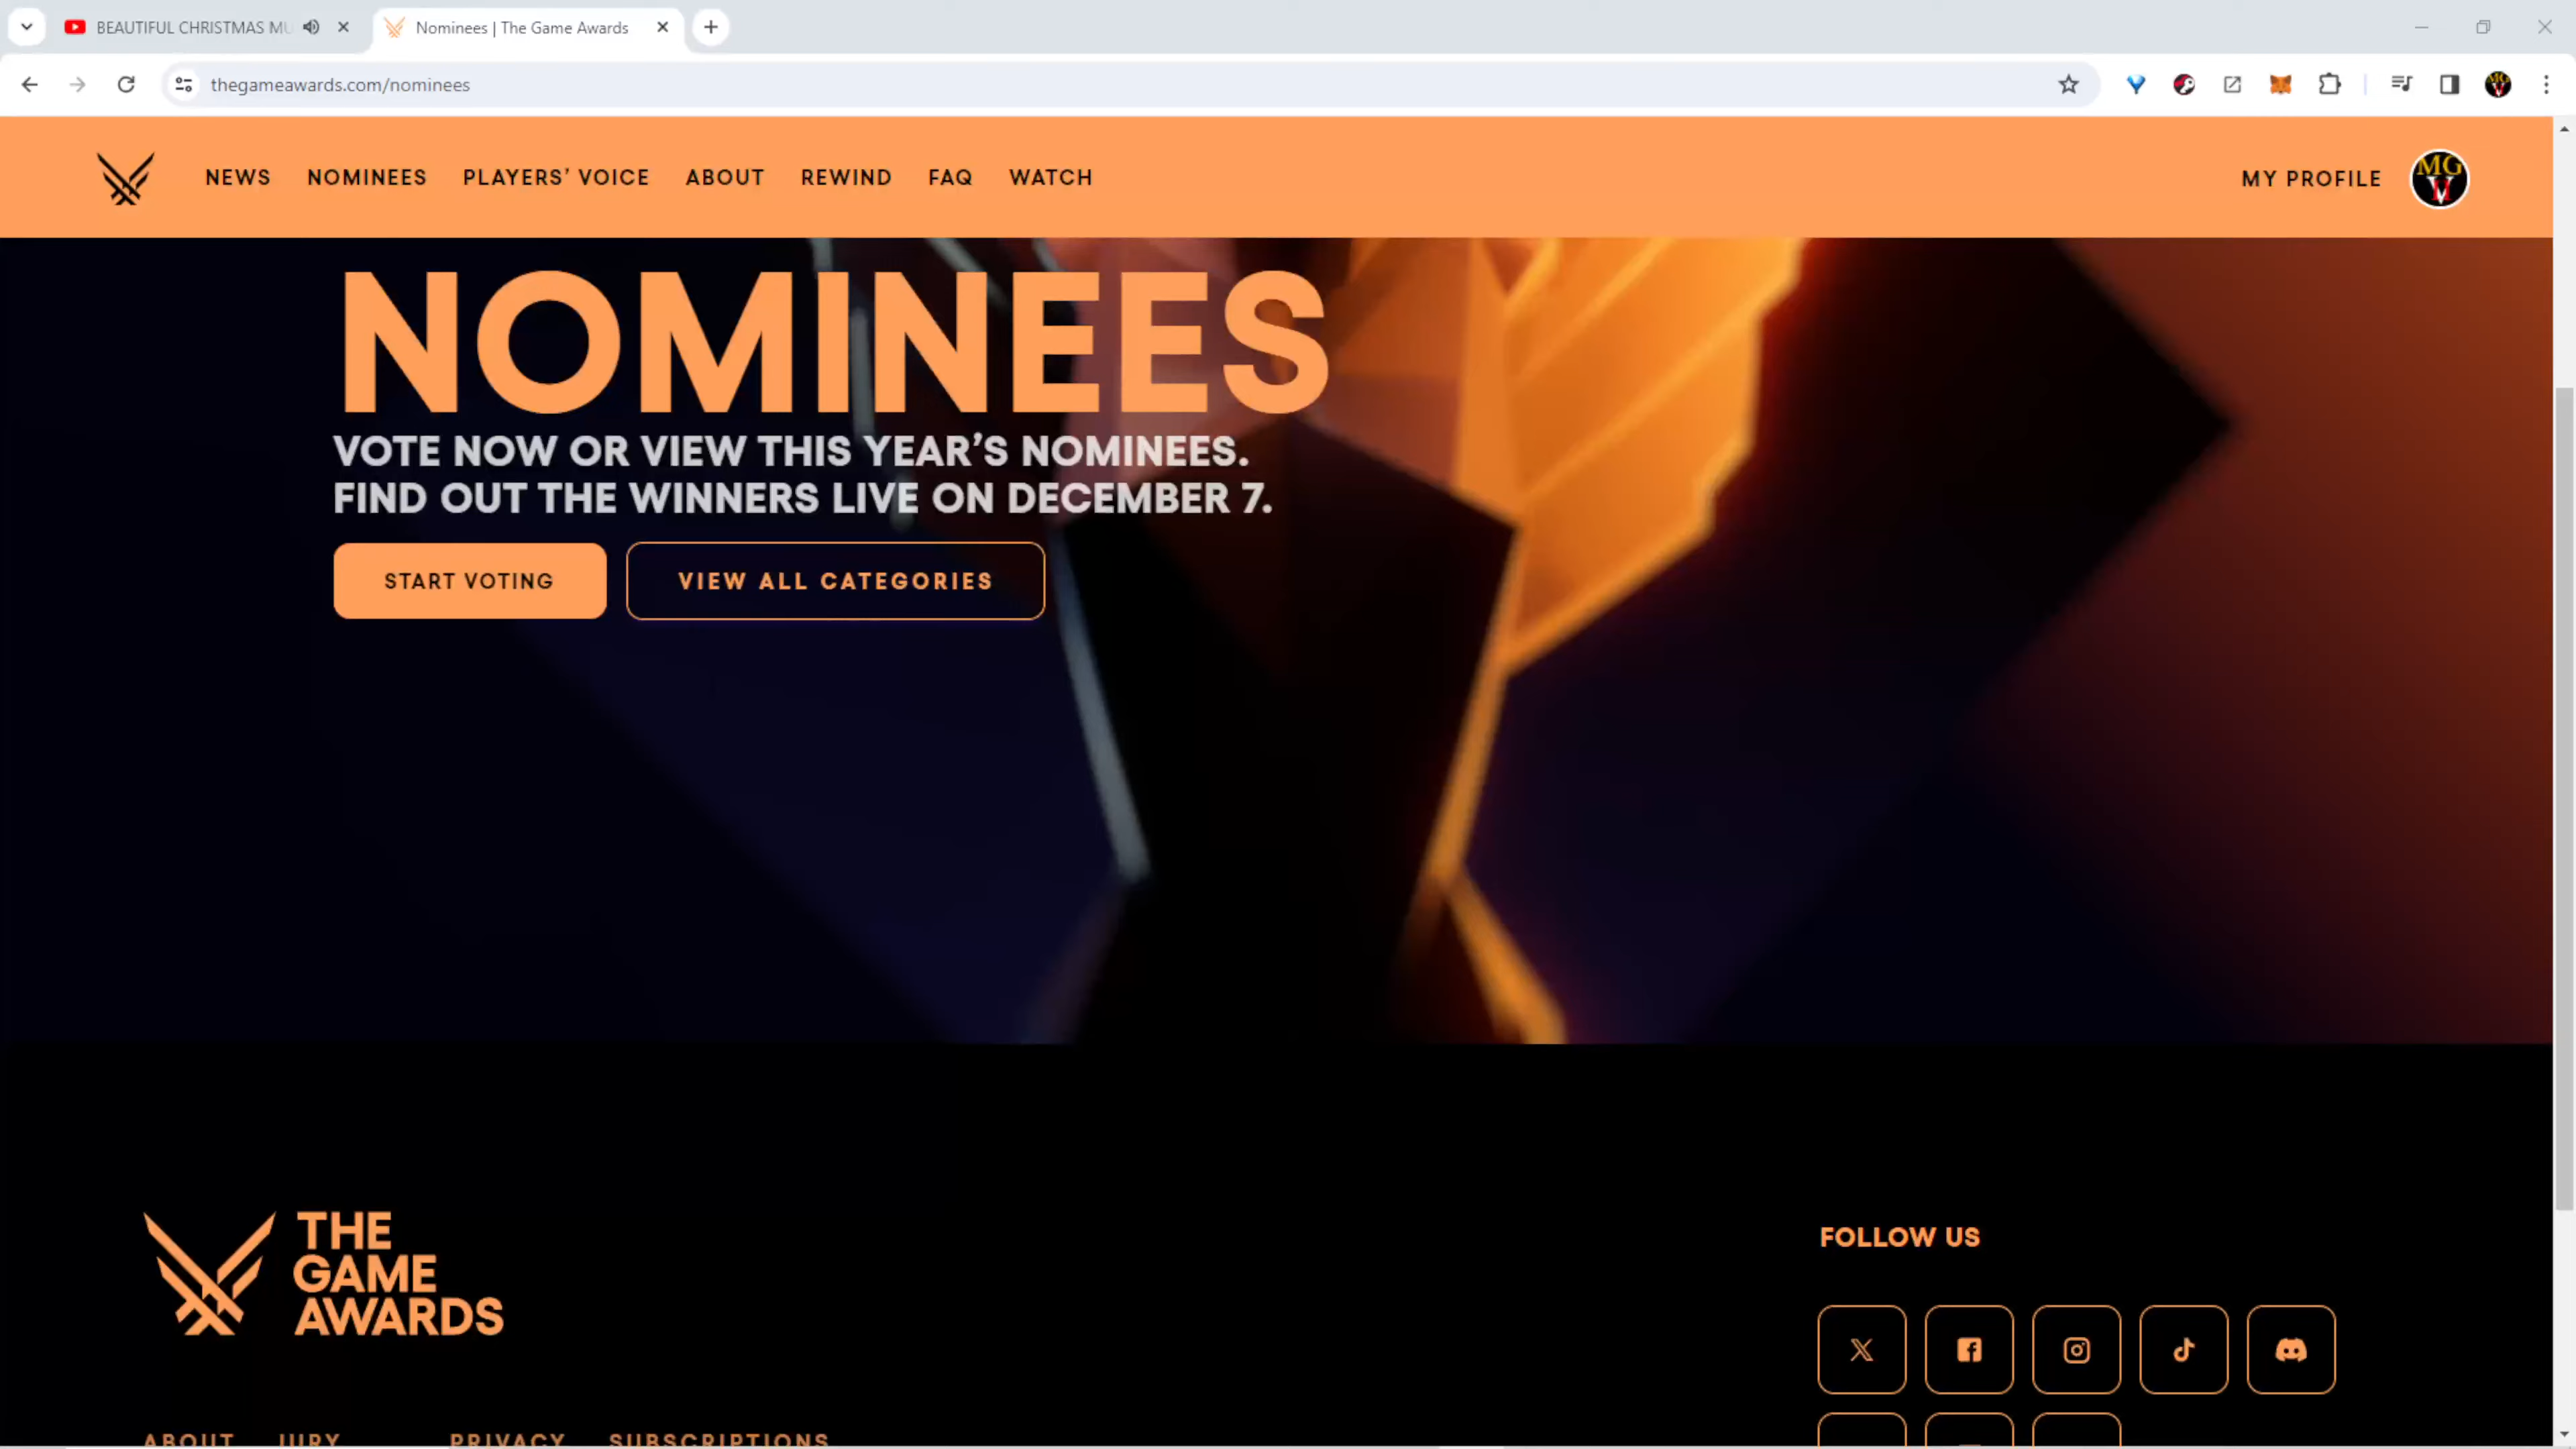 BEAUTIFUL CHRISTMAS MU
Nominees | The Game Awards
thegameawards.com/nominees
NEWS NOMINEES PLAYERS’ VOICE ABOUT REWIND FAQ WATCH MY PROFILE
MG
NOMINEES
VOTE NOW OR VIEW THIS YEAR’S NOMINEES.
FIND OUT THE WINNERS LIVE ON DECEMBER 7.
START VOTING VIEW ALL CATEGORIES
THE
GAME
AWARDS
FOLLOW US
ABOUT JURY PRIVACY SUBSCRIPTIONS